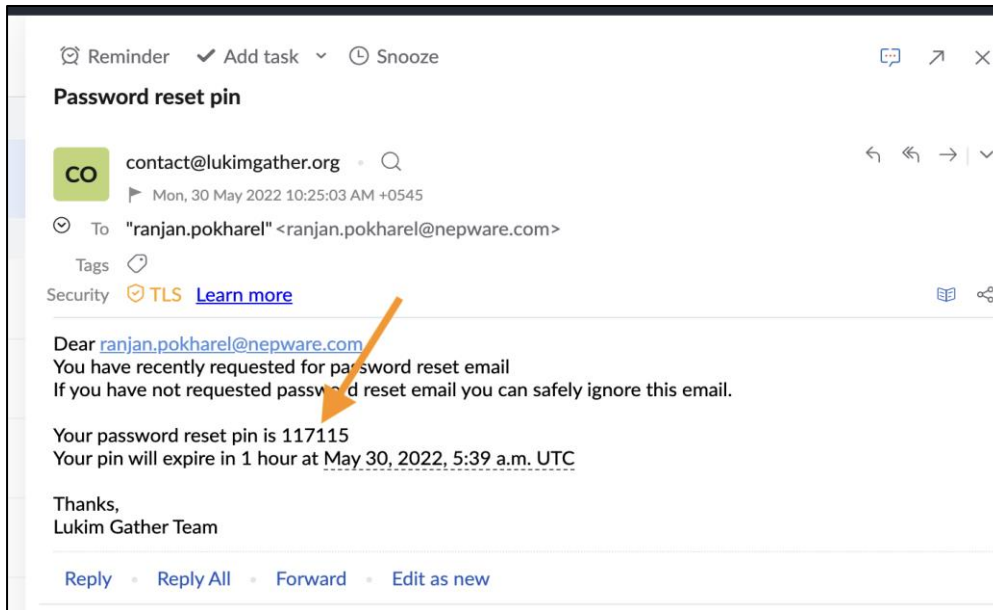 Reminder Add task Snooze
Password reset pin
CO
contact@lukimgather.org
Mon, 30 May 2022 10:25:03 AM +0545
To "ranjan.pokharel" <ranjan.pokharel@nepware.com>
Tags
Security TLS Learn more
Dear ranjan.pokharel@nepware.com
You have recently requested for password reset email
If you have not requested password reset email you can safely ignore this email.
Your password reset pin is 117115
Your pin will expire in 1 hour at May 30, 2022, 5:39 a.m. UTC
Thanks,
Lukim Gather Team
Reply Reply All Forward Edit as new